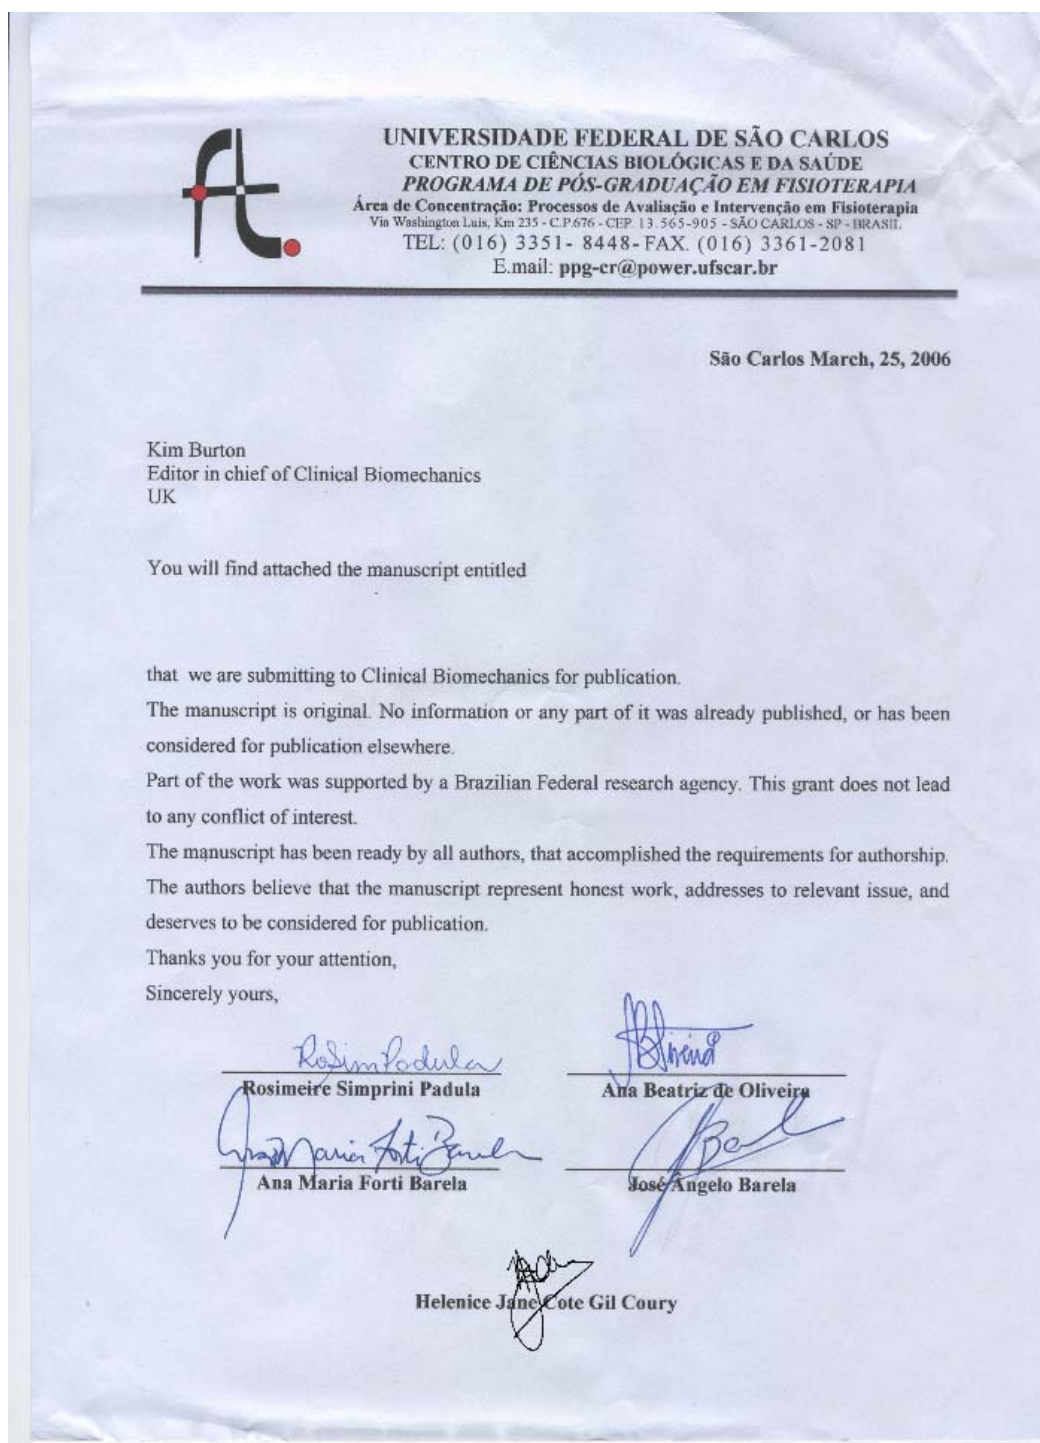 UNIVERSIDADE FEDERAL DE SÃO CARLOS
CENTRO DE CIÊNCIAS BIOLÓGICAS E DA SAÚDE
PROGRAMA DE PÓS-GRADUAÇÃO EM FISIOTERAPIA
Área de Concentração: Processos de Avaliação e Intervenção em Fisioterapia
Via Washington Luis, Km 235 - C.P.676 - CEP. 13.565-905 - SÃO CARLOS - SP - BRASIL
TEL: (016) 3351- 8448- FAX. (016) 3361-2081
E.mail: ppg-cr@power.ufscar.br
São Carlos March, 25, 2006
Kim Burton
Editor in chief of Clinical Biomechanics
UK
You will find attached the manuscript entitled
that we are submitting to Clinical Biomechanics for publication.
The manuscript is original. No information or any part of it was already published, or has been
considered for publication elsewhere.
Part of the work was supported by a Brazilian Federal research agency. This grant does not lead
to any conflict of interest.
The manuscript has been ready by all authors, that accomplished the requirements for authorship.
The authors believe that the manuscript represent honest work, addresses to relevant issue, and
deserves to be considered for publication.
Thanks you for your attention,
Sincerely yours,
RoSimPadula
Rosimeire Simprini Padula
Ana Beatriz de Oliveira
Maria Forti Barela
Ana Maria Forti Barela
José Ângelo Barela
Helenice Jane Cote Gil Coury